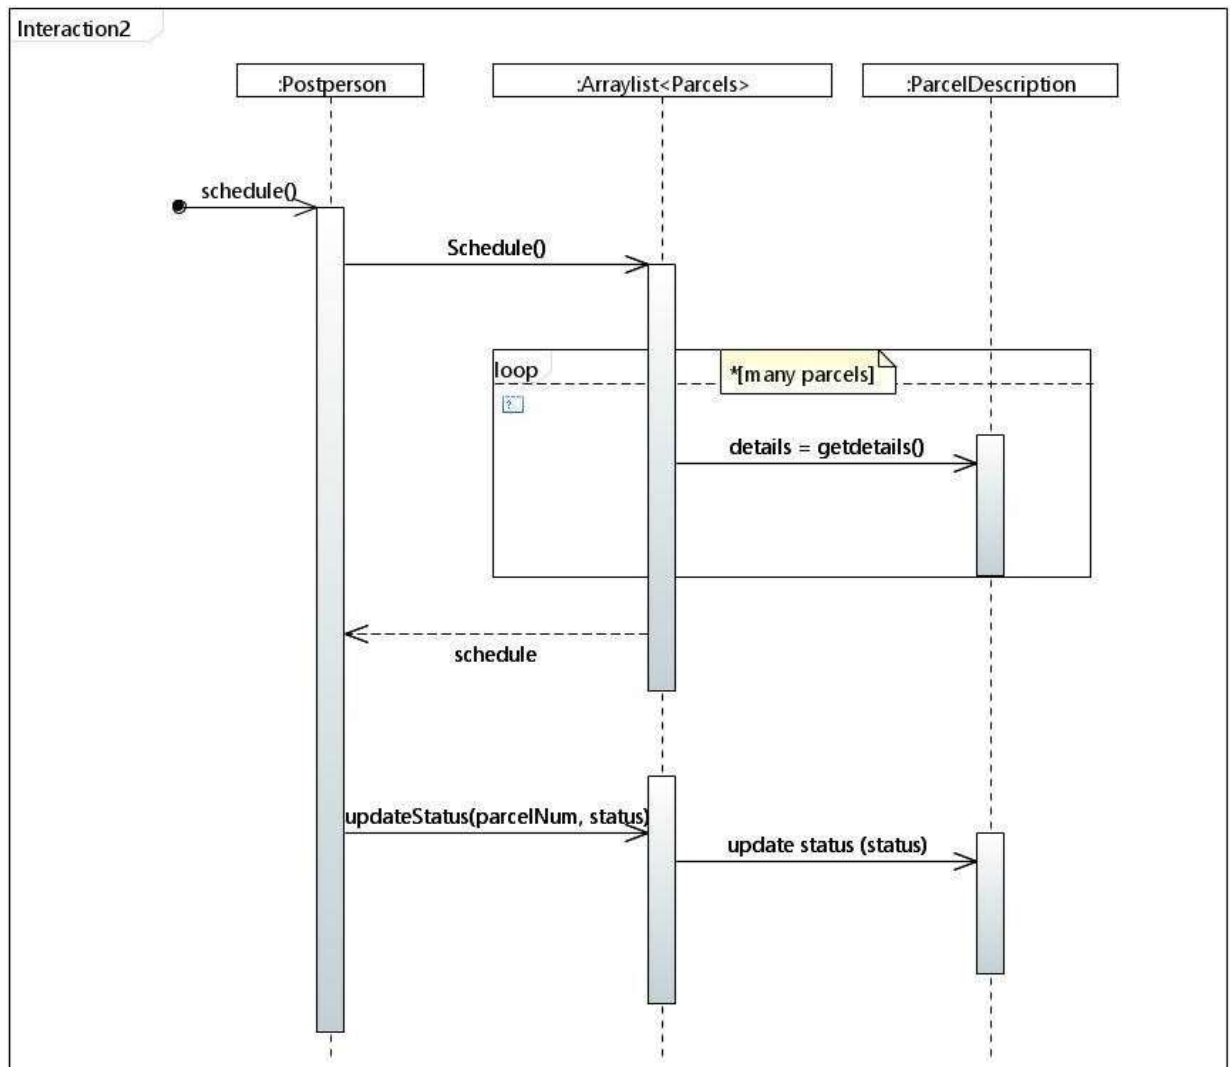 Interaction2
:Postperson
:Arraylist<Parcels>
:ParcelDescription
schedule()
Schedule()
loop
*[many parcels]
?
details = getdetails()
schedule
updateStatus(parcelNum, status)
update status (status)